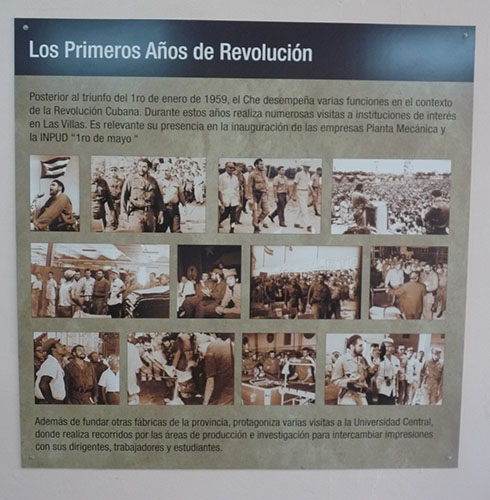 Los Primeros Años de Revolución
Posterior al triunfo del 1ro de enero de 1959, el Che desempeña varias funciones en el contexto
de la Revolución Cubana. Durante estos años realiza numerosas visitas a instituciones de interés
en Las Villas. Es relevante su presencia en la inauguración de las empresas Planta Mecánica y
la INPUD "1ro de mayo "
Además de fundar otras fábricas de la provincia, protagoniza varias visitas a la Universidad Central,
donde realiza recorridos por las áreas de producción e investigación para intercambiar impresiones
con sus dirigentes, trabajadores y estudiantes.